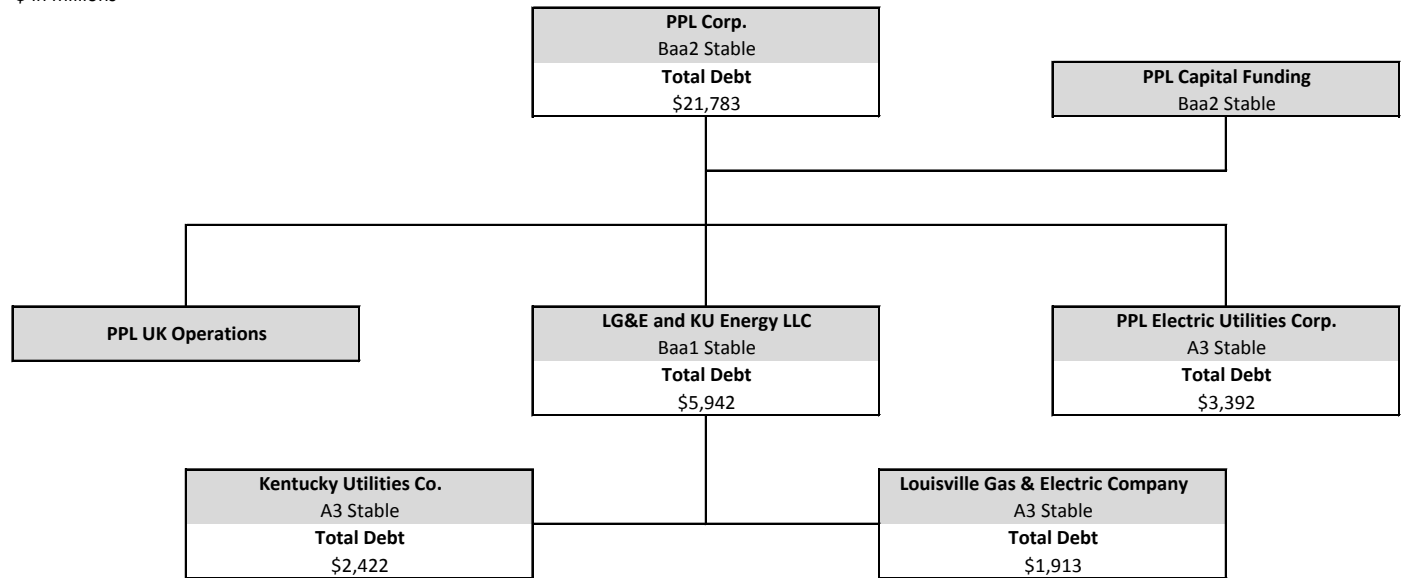 $ in millions
PPL Corp.
Baa2 Stable
Total Debt
$21,783
PPL Capital Funding
Baa2 Stable
PPL UK Operations
LG&E and KU Energy LLC
Baa1 Stable
Total Debt
$5,942
PPL Electric Utilities Corp.
A3 Stable
Total Debt
$3,392
Kentucky Utilities Co.
A3 Stable
Total Debt
$2,422
Louisville Gas & Electric Company
A3 Stable
Total Debt
$1,913